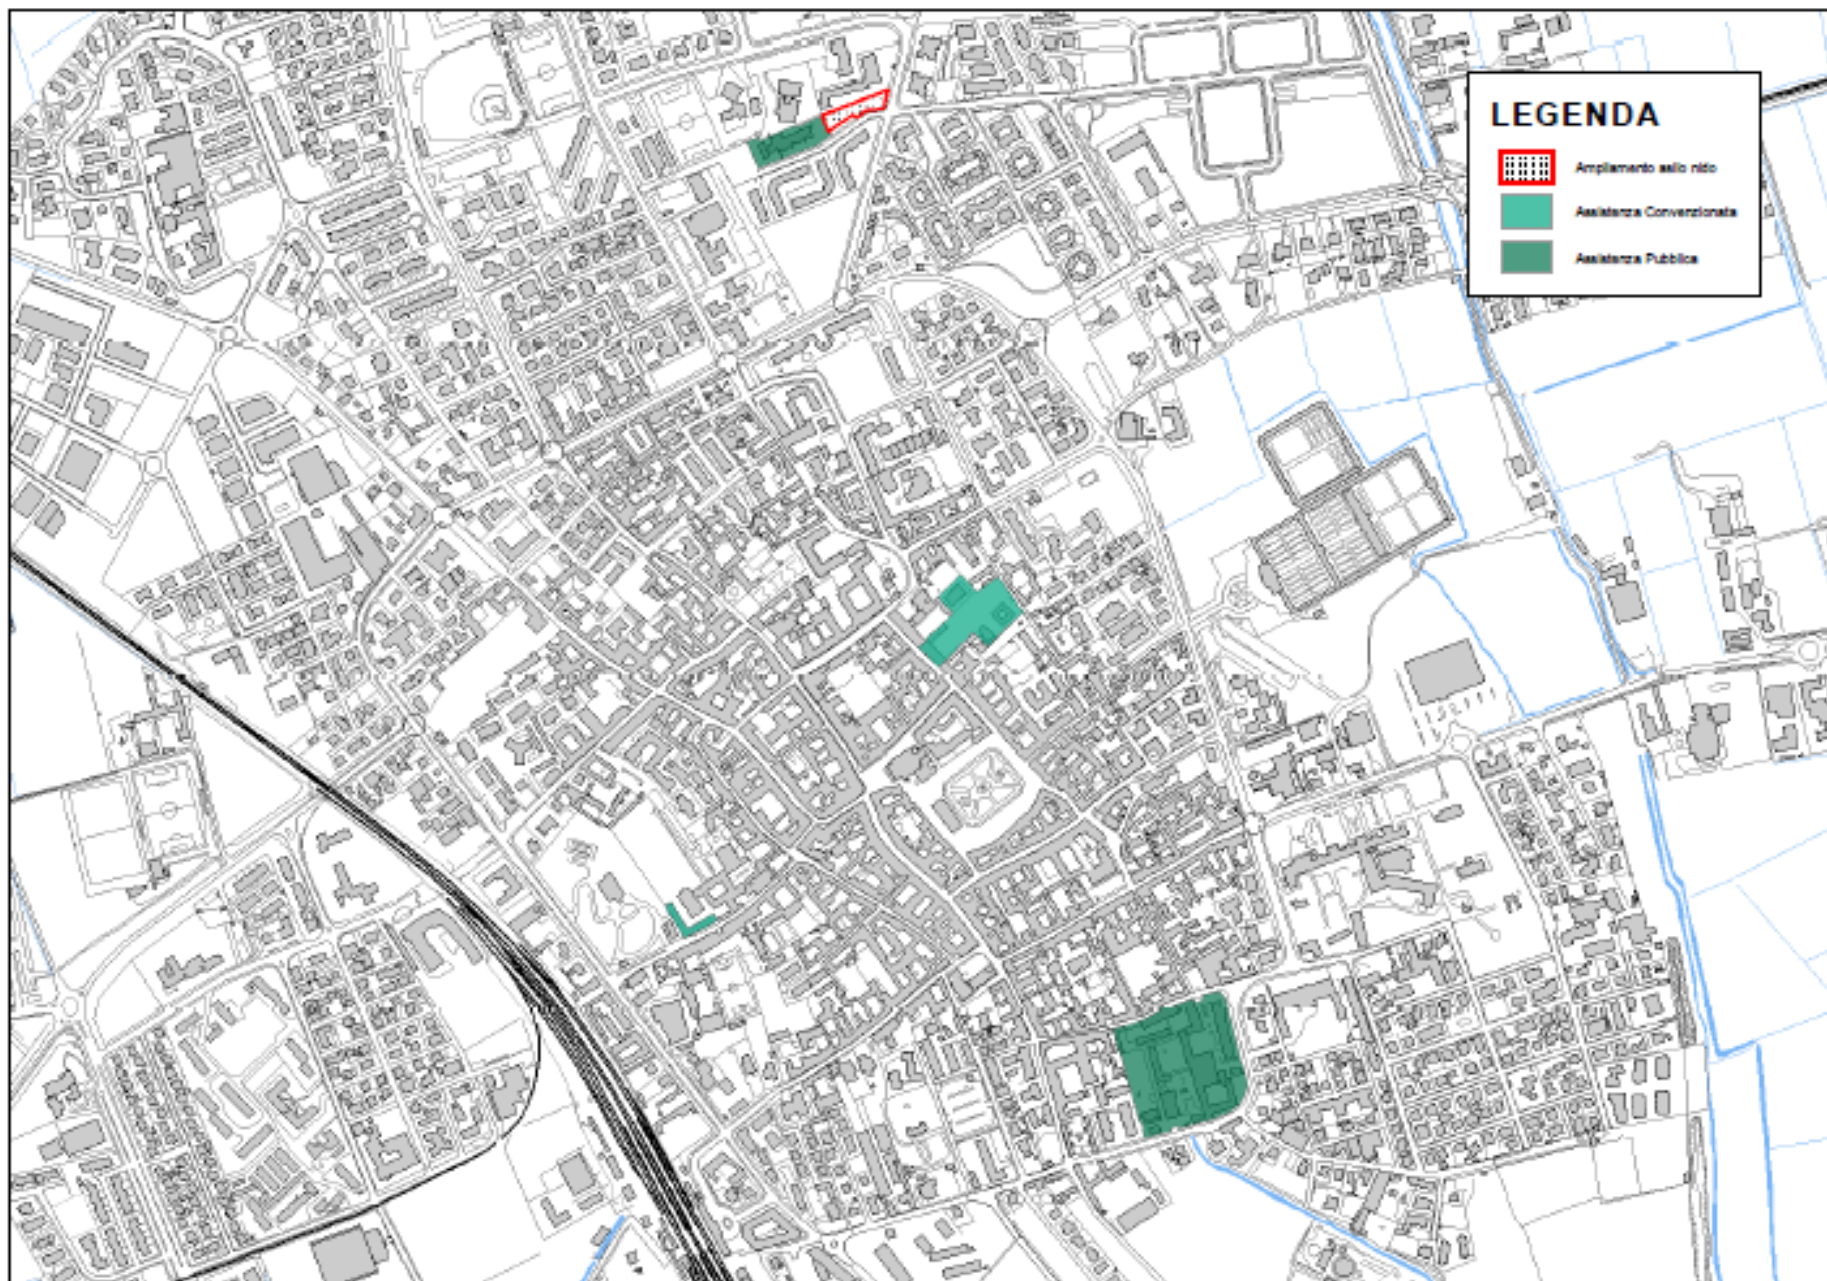 LEGENDA
Ampliamento asilo nido
Assistenza Convenzionata
Assistenza Pubblica